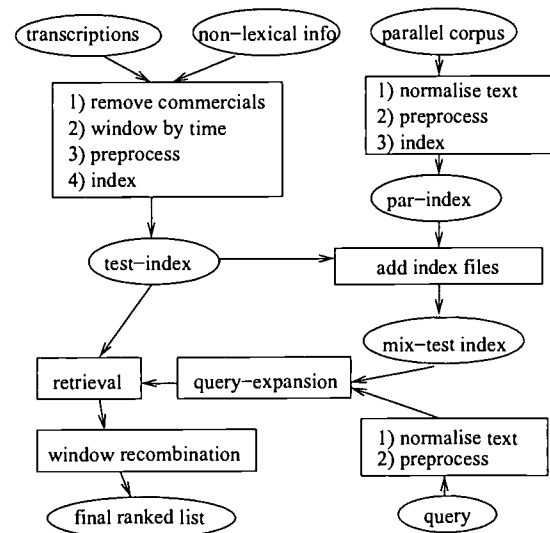 transcriptions
non-lexical info
parallel corpus
1) remove commercials
2) window by time
3) preprocess
4) index
1) normalise text
2) preprocess
3) index
par-index
test-index
add index files
mix-test index
retrieval
query-expansion
1) normalise text
2) preprocess
window recombination
final ranked list
query